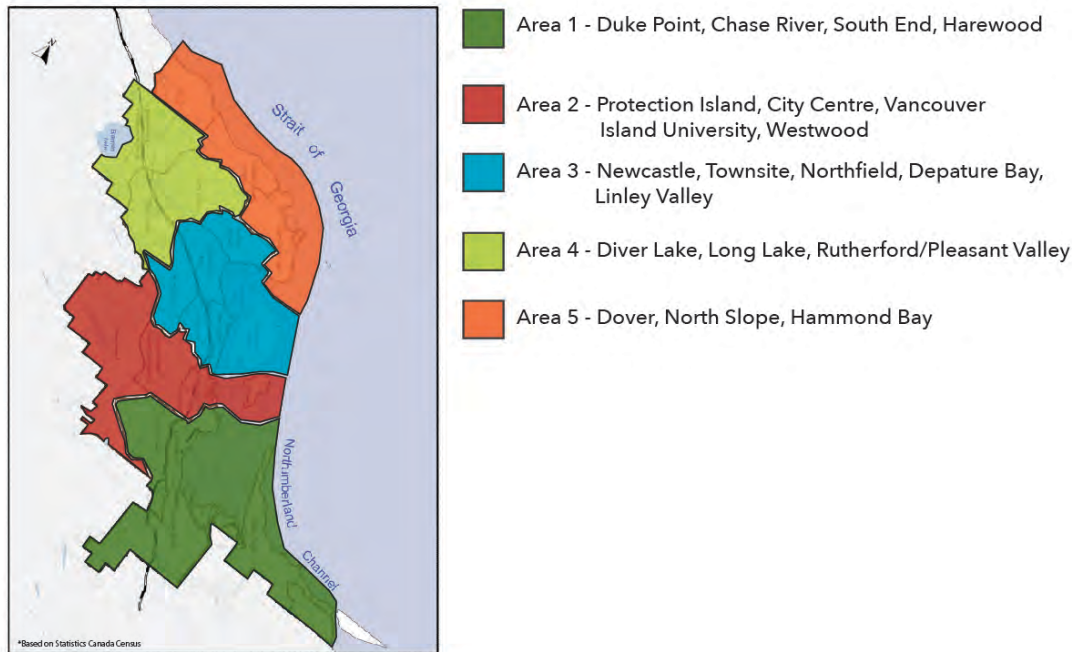 N
Strait of
Georgia
Northumberland
Channel
*Based on Statistics Canada Census
Area 1 - Duke Point, Chase River, South End, Harewood
Area 2 - Protection Island, City Centre, Vancouver
Island University, Westwood
Area 3 - Newcastle, Townsite, Northfield, Depature Bay,
Linley Valley
Area 4 - Diver Lake, Long Lake, Rutherford/Pleasant Valley
Area 5 - Dover, North Slope, Hammond Bay